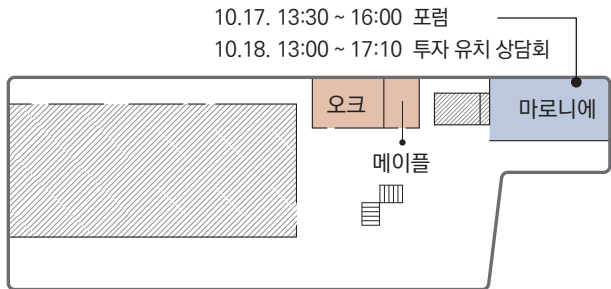 10.17. 13:30 ~ 16:00 포럼
10.18. 13:00 ~ 17:10 투자 유치 상담회
오크
마로니에
메이플